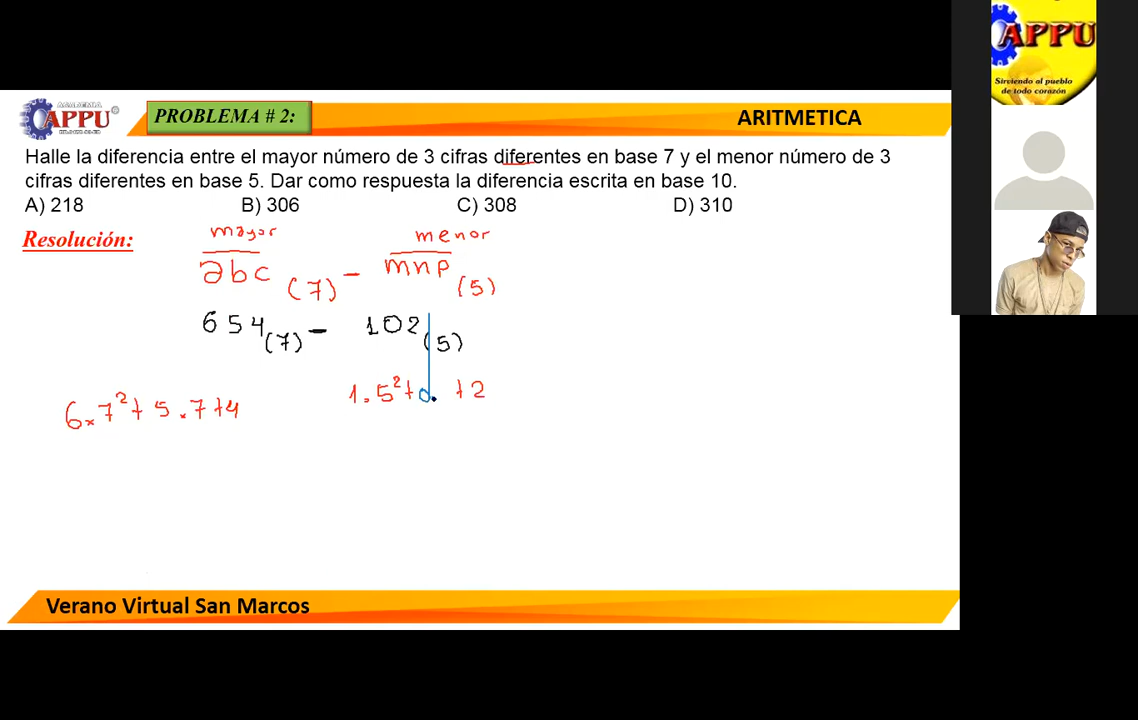 APPU
Sirviendo al pueblo
de todo corazón
ACADEMIA
APPU
PROBLEMA # 2:
ARITMETICA
Halle la diferencia entre el mayor número de 3 cifras diferentes en base 7 y el menor número de 3
cifras diferentes en base 5. Dar como respuesta la diferencia escrita en base 10.
A) 218 B) 306 C) 308 D) 310
Resolución:
mayor menor
abc (7) - mnp (5)
654(7) - 102(5)
6×7²+5×7+4 1.5²+0. +2
Verano Virtual San Marcos